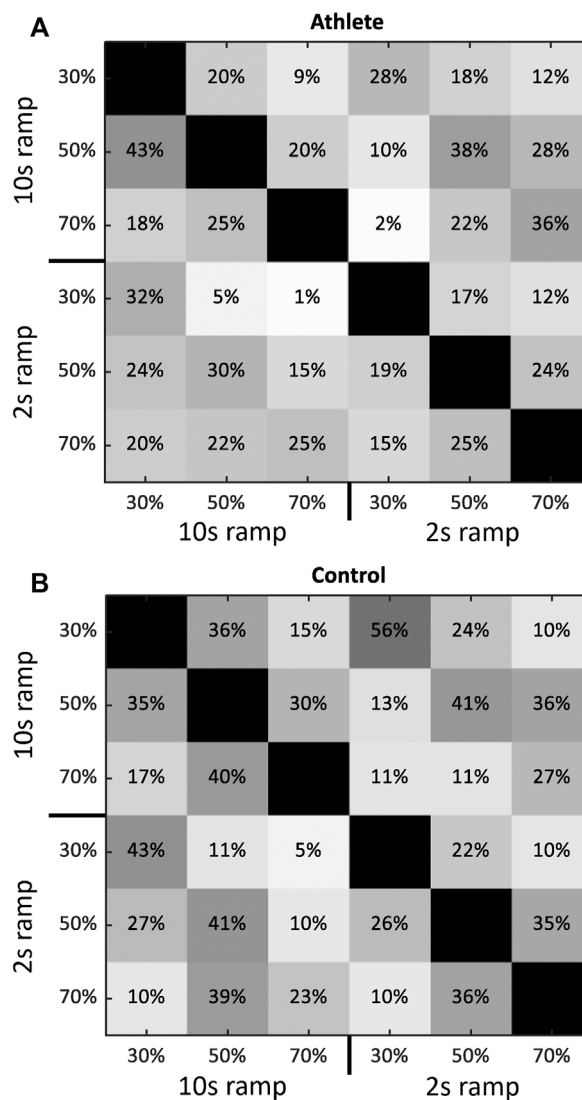 A
Athlete
10s ramp
30% 20% 9% 28% 18% 12%
50% 43% 20% 10% 38% 28%
70% 18% 25% 2% 22% 36%
2s ramp
30% 32% 5% 1% 17% 12%
50% 24% 30% 15% 19% 24%
70% 20% 22% 25% 15% 25%
30% 50% 70% 30% 50% 70%
10s ramp 2s ramp
B
Control
10s ramp
30% 36% 15% 56% 24% 10%
50% 35% 30% 13% 41% 36%
70% 17% 40% 11% 11% 27%
2s ramp
30% 43% 11% 5% 22% 10%
50% 27% 41% 10% 26% 35%
70% 10% 39% 23% 10% 36%
30% 50% 70% 30% 50% 70%
10s ramp 2s ramp